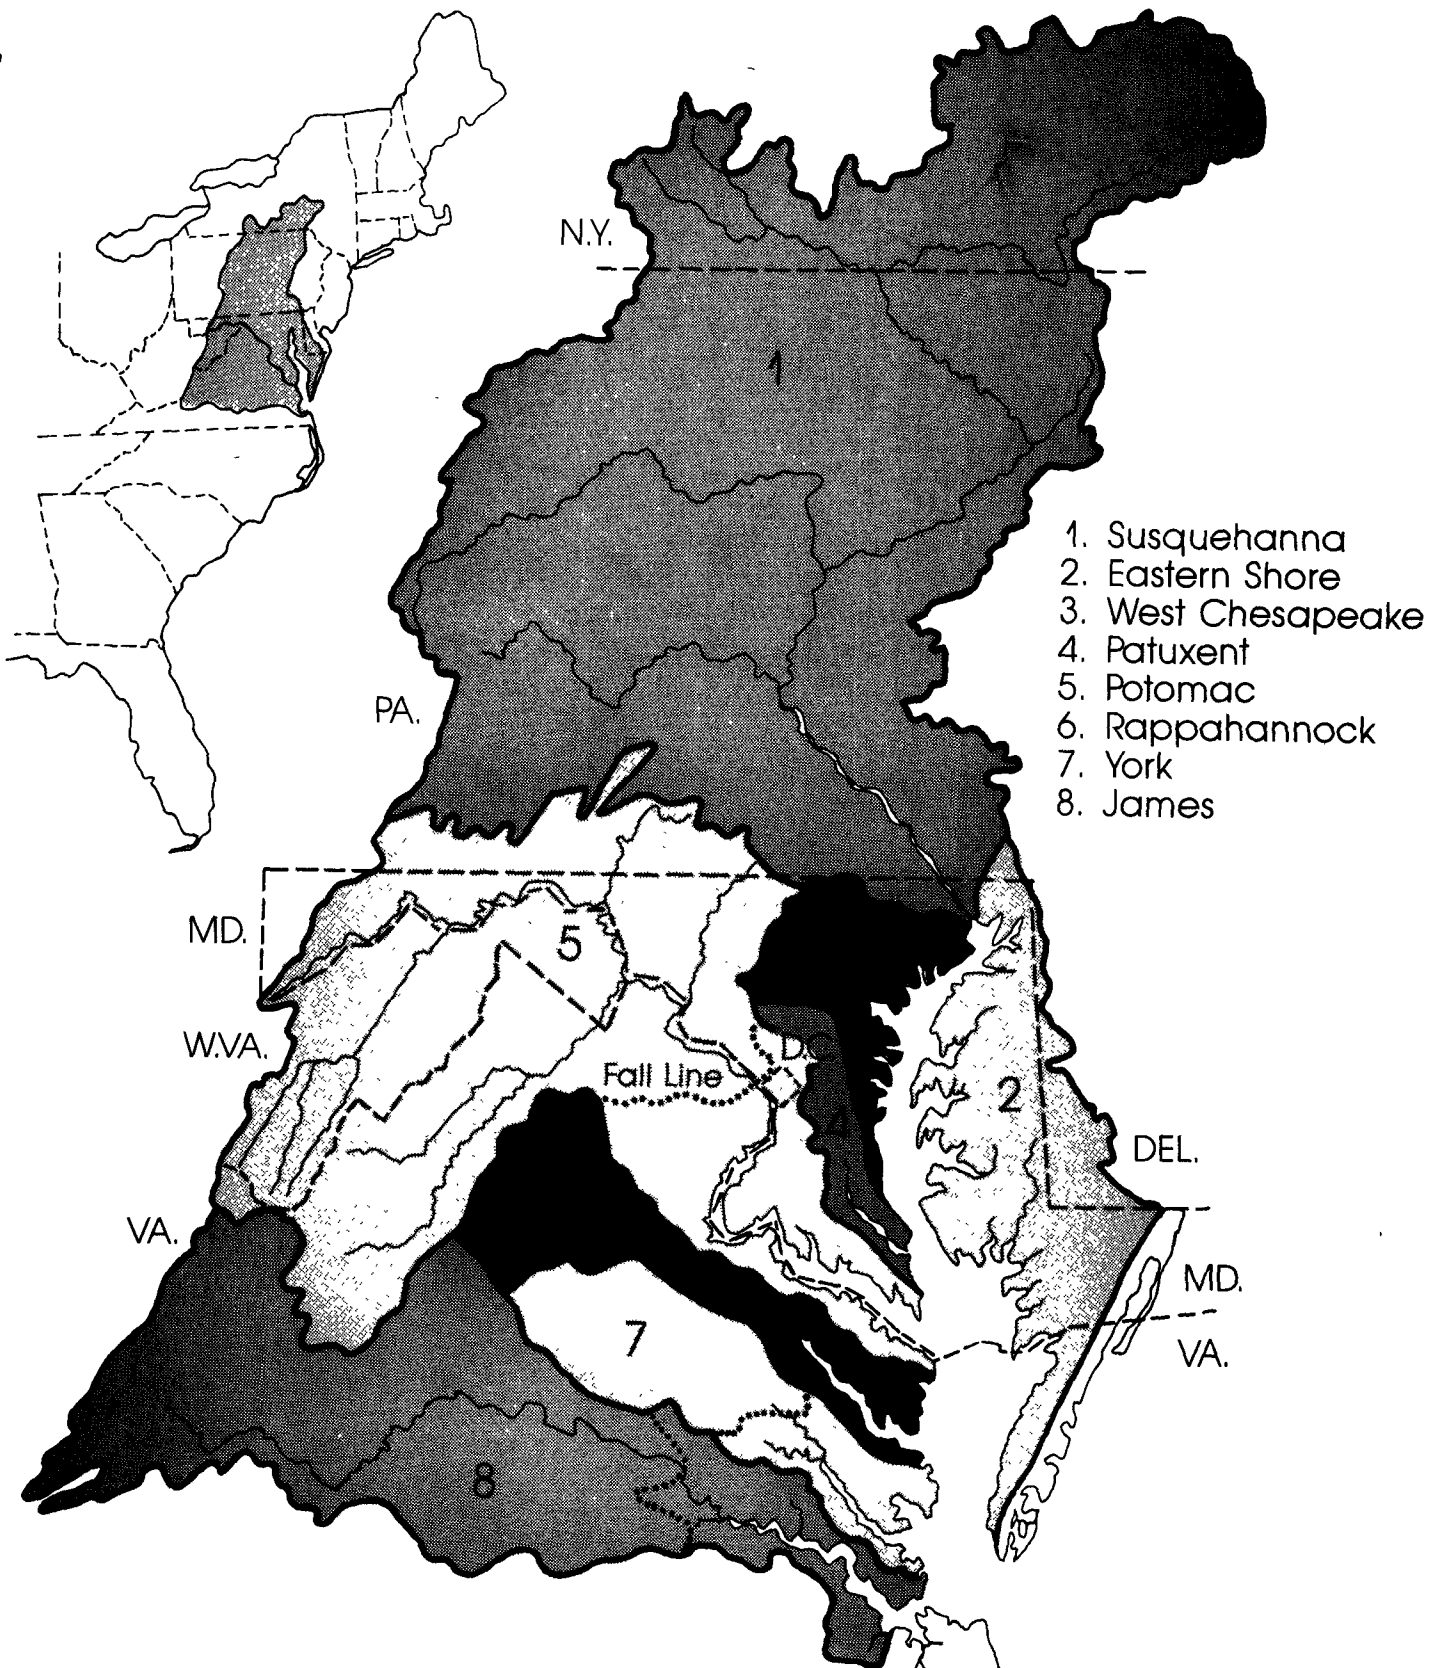 N.Y.
1
1. Susquehanna
2. Eastern Shore
3. West Chesapeake
4. Patuxent
5. Potomac
6. Rappahannock
7. York
8. James
PA.
MD.
5
W.VA.
D.C.
Fall Line
2
4
DEL.
VA.
MD.
7
VA.
8